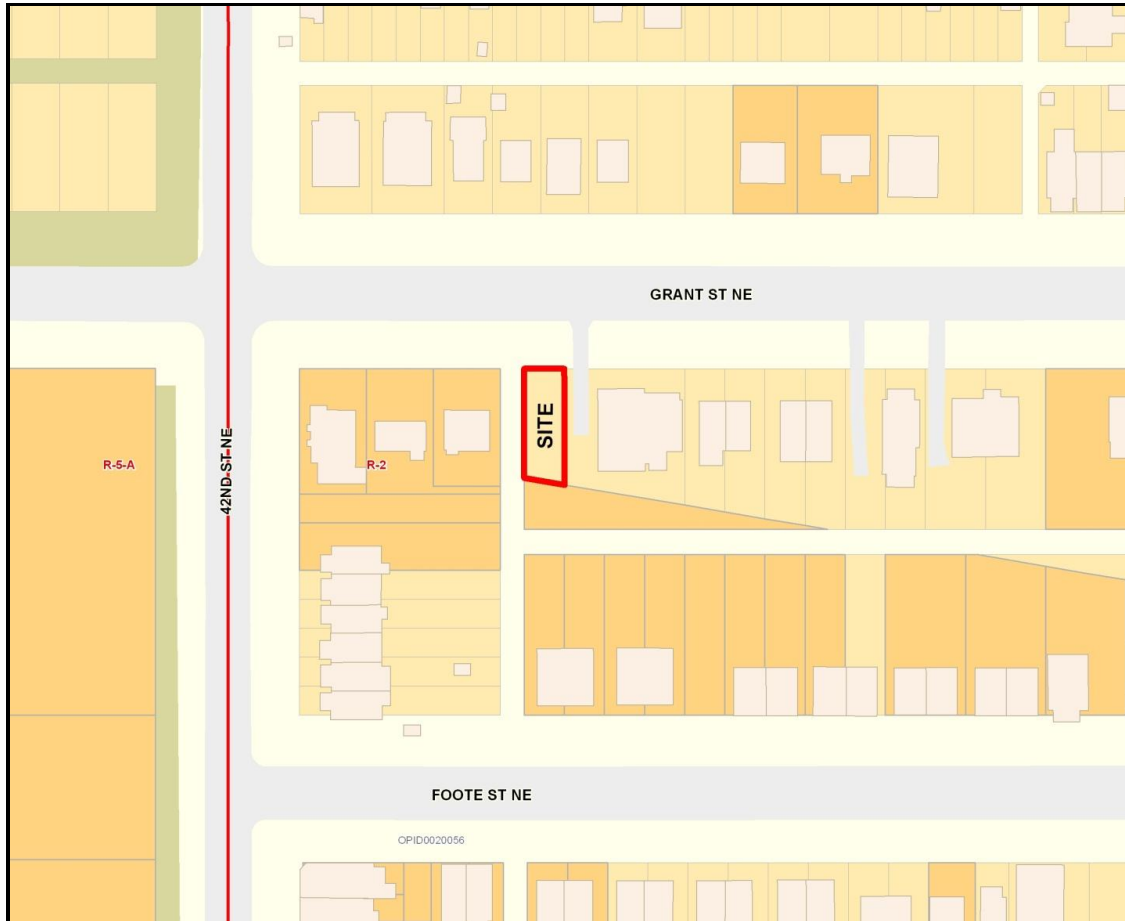 GRANT ST NE
SITE
R-5-A
42ND ST NE
R-2
FOOTE ST NE
OPID0020056